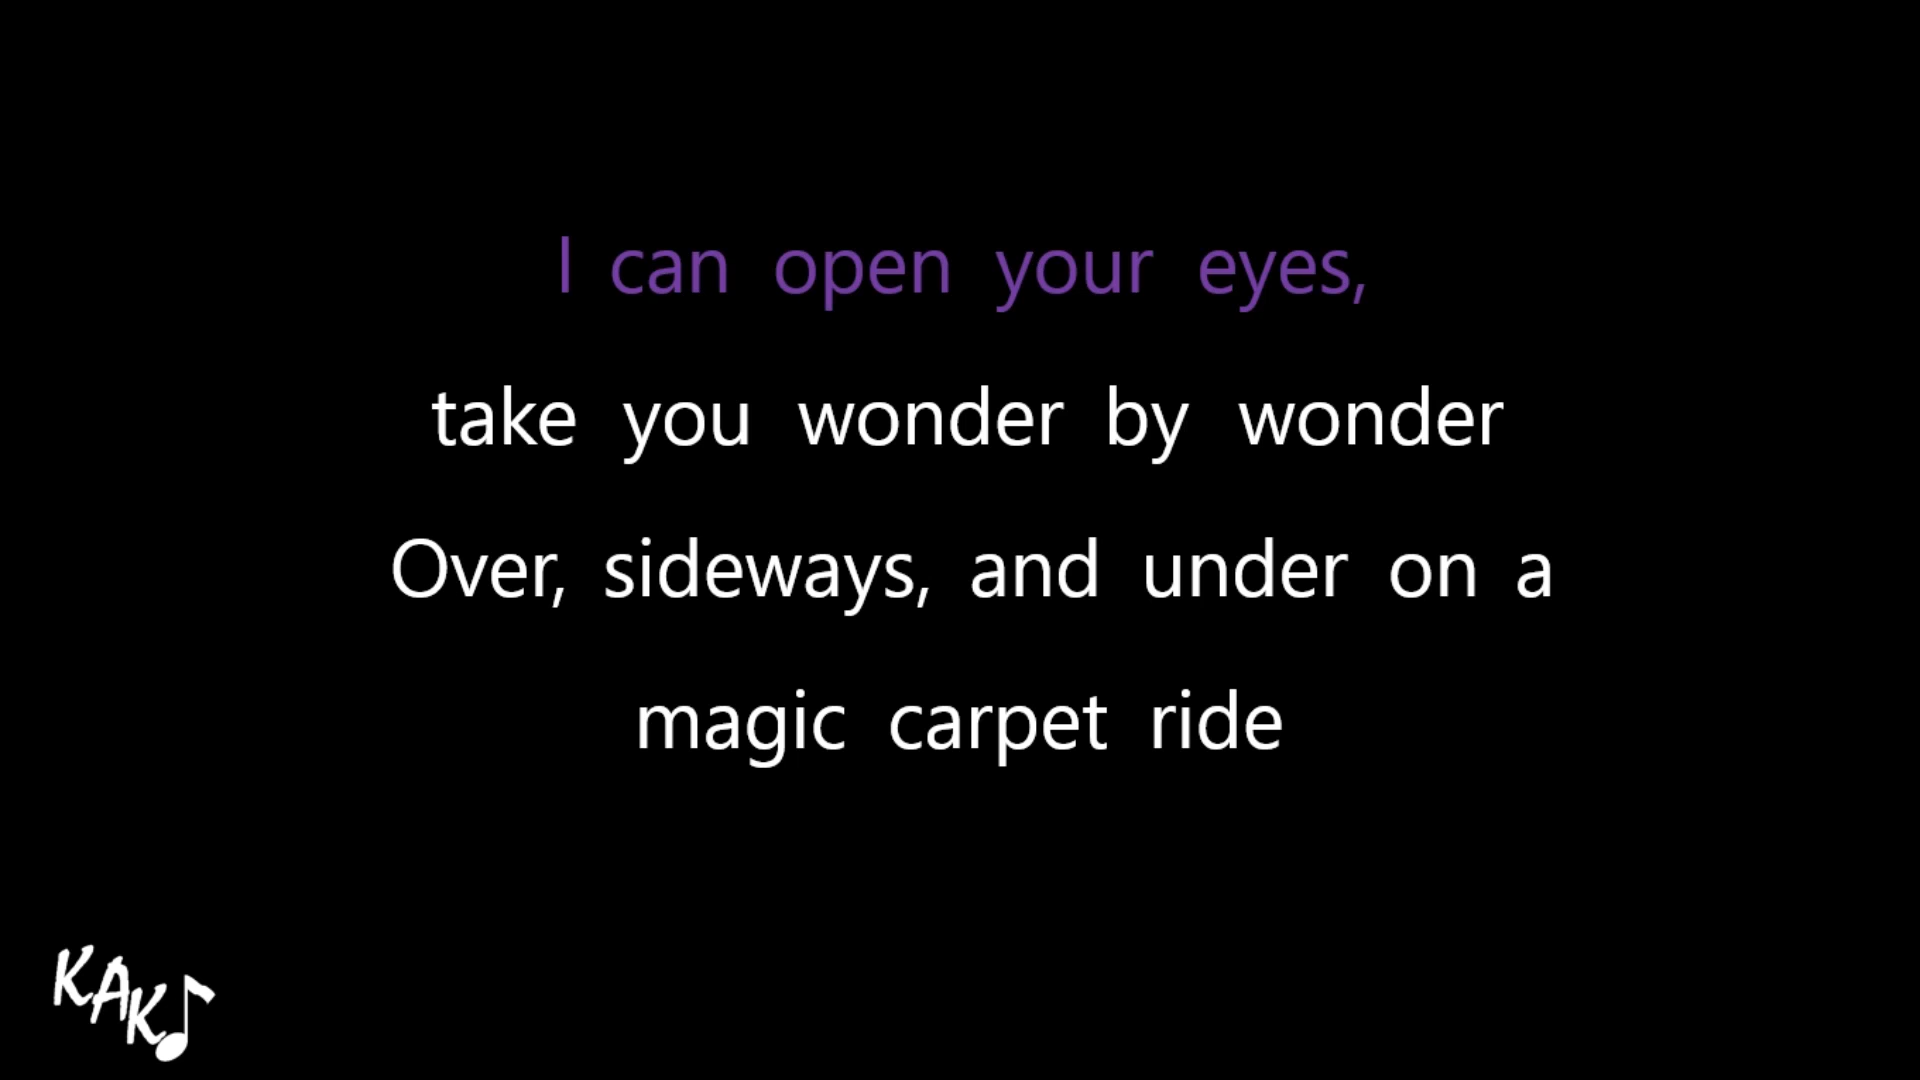 I can open your eyes,
take you wonder by wonder
Over, sideways, and under on a
magic carpet ride
KAK